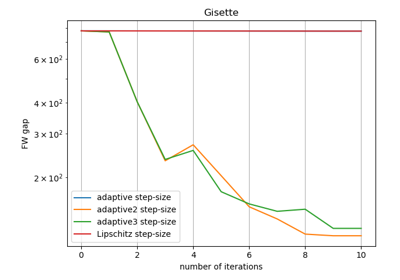 Gisette
6 × 10²
4 × 10²
3 × 10²
2 × 10²
FW gap
adaptive step-size
adaptive2 step-size
adaptive3 step-size
Lipschitz step-size
0 2 4 6 8 10
number of iterations